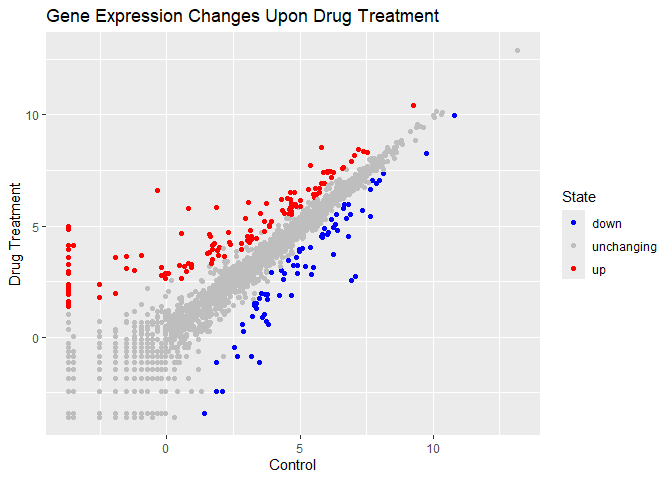 Gene Expression Changes Upon Drug Treatment
Drug Treatment
10
5
0
0
5
10
Control
State
down
unchanging
up